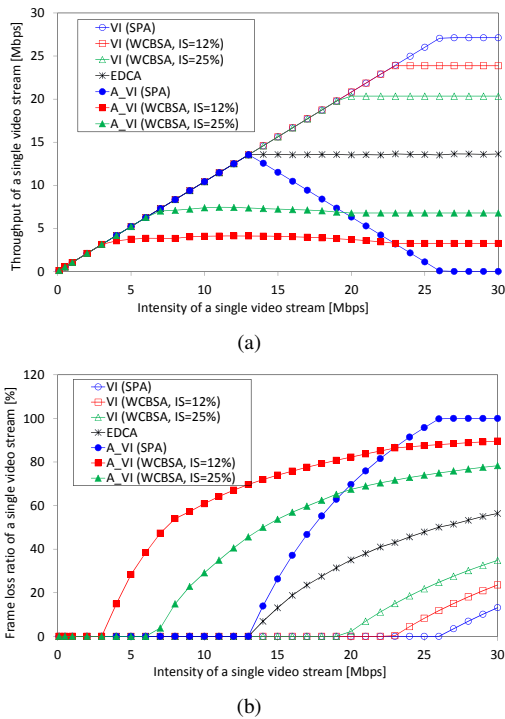 30
25
20
15
10
5
0
Throughput of a single video stream [Mbps]
VI (SPA)
VI (WCBSA, IS=12%)
VI (WCBSA, IS=25%)
EDCA
A_VI (SPA)
A_VI (WCBSA, IS=12%)
A_VI (WCBSA, IS=25%)
0 5 10 15 20 25 30
Intensity of a single video stream [Mbps]
(a)
120
100
80
60
40
20
0
Frame loss ratio of a single video stream [%]
VI (SPA)
VI (WCBSA, IS=12%)
VI (WCBSA, IS=25%)
EDCA
A_VI (SPA)
A_VI (WCBSA, IS=12%)
A_VI (WCBSA, IS=25%)
0 5 10 15 20 25 30
Intensity of a single video stream [Mbps]
(b)